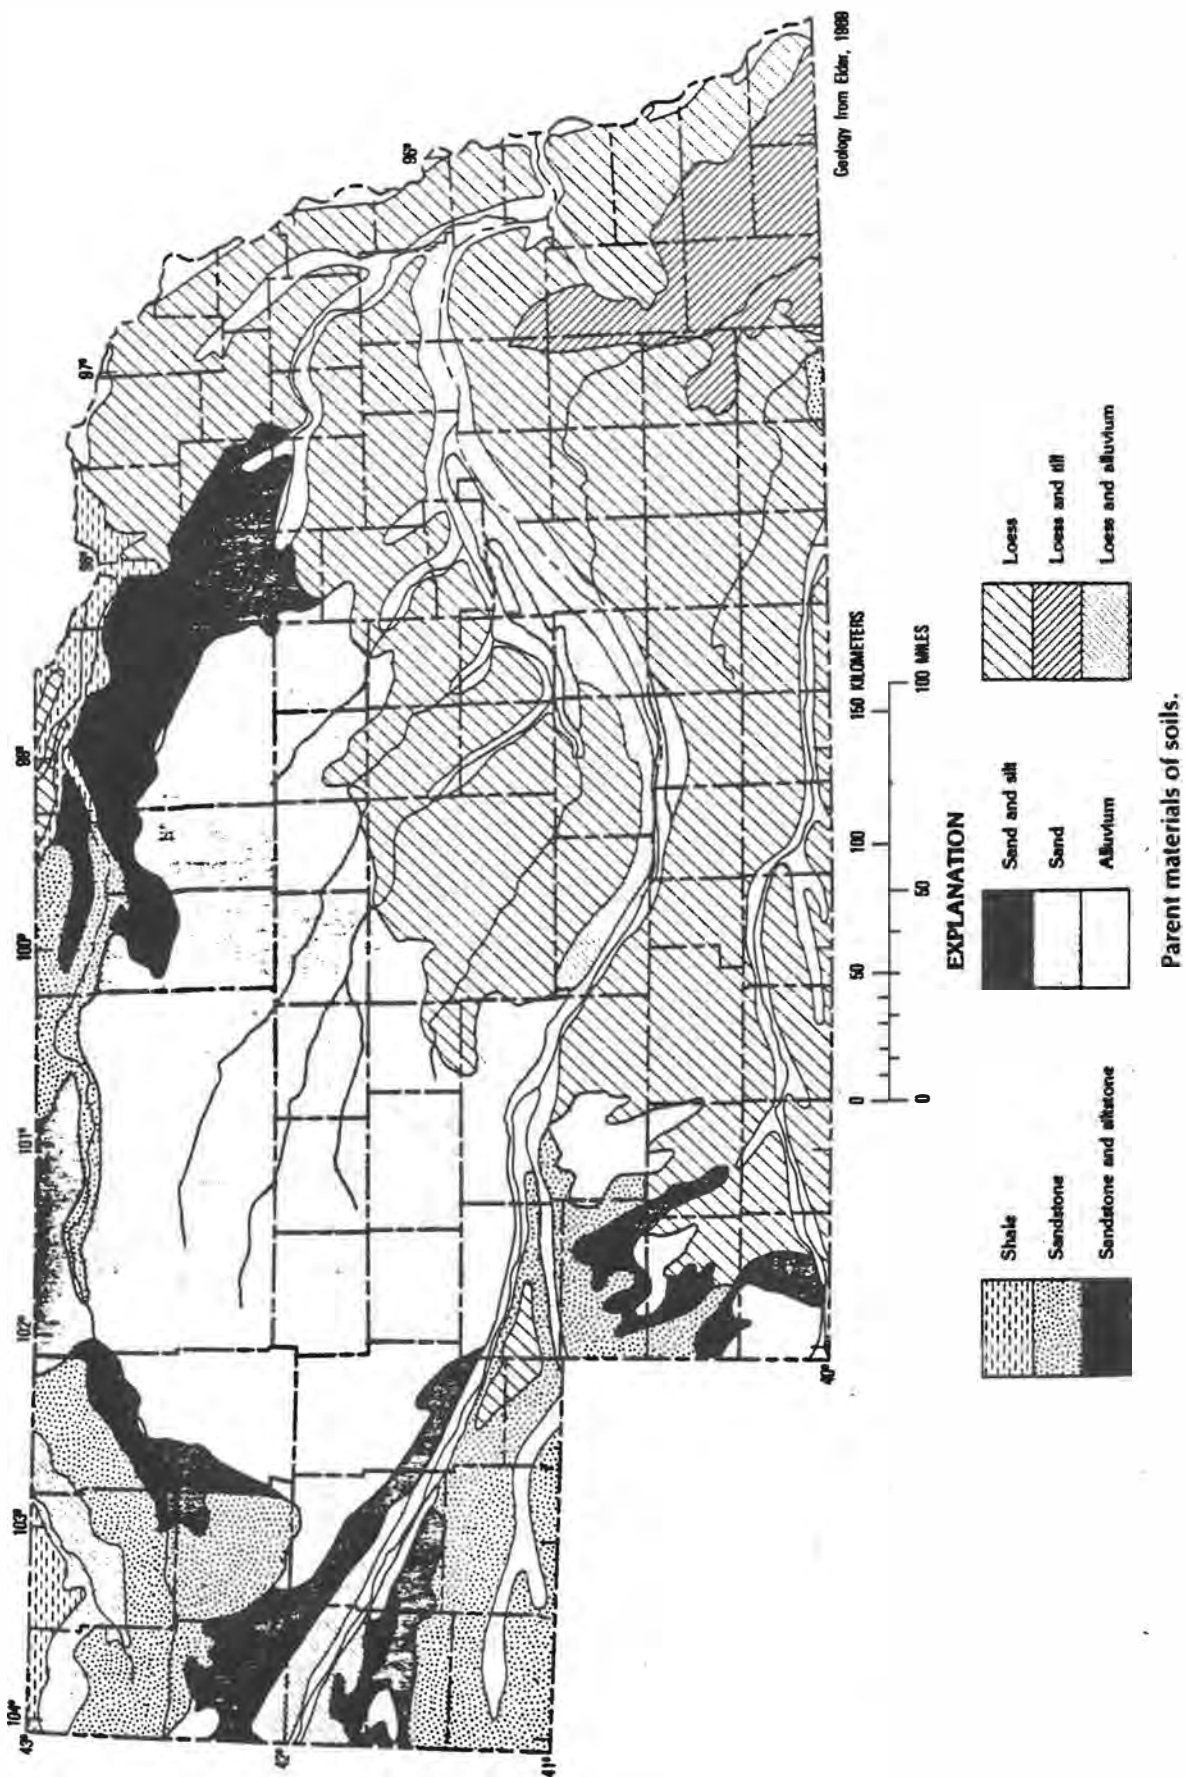 104°
103°
102°
101°
100°
99°
98°
97°
96°
43°
42°
41°
40°
Geology from Elder, 1969
0 50 100 150 KILOMETERS
0 50 100 MILES
EXPLANATION
Shale
Sandstone
Sandstone and siltstone
Sand and silt
Sand
Alluvium
Loess
Loess and till
Loess and alluvium
Parent materials of soils.